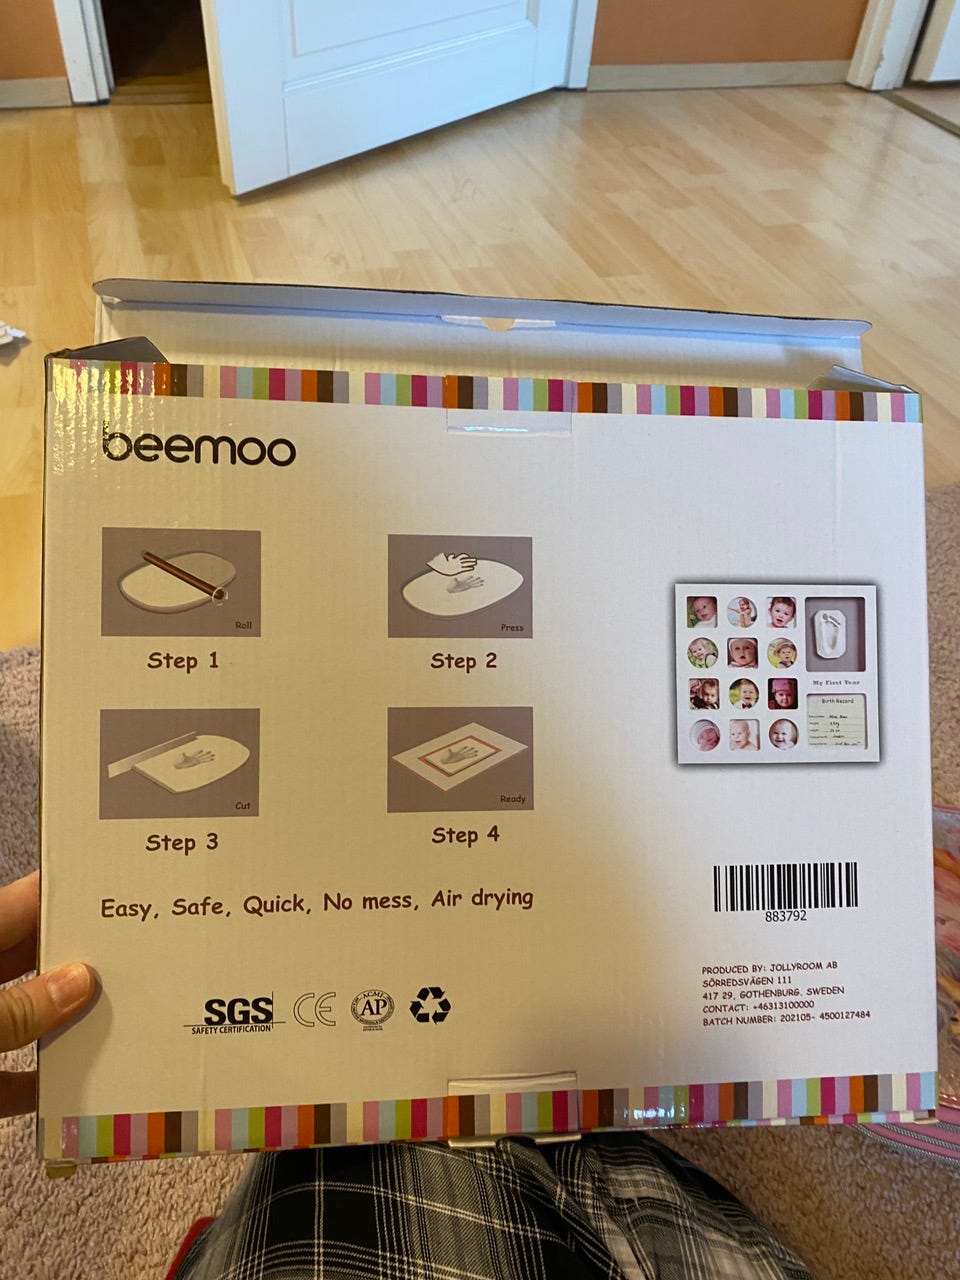 beemoo
Roll
Step 1
Press
Step 2
Cut
Step 3
Ready
Step 4
My First Year
Birth Record
Easy, Safe, Quick, No mess, Air drying
883792
SGS
SAFETY CERTIFICATION
CE
ACMI
AP
PRODUCED BY: JOLLYROOM AB
SÖRREDSVÄGEN 111
417 29, GOTHENBURG, SWEDEN
CONTACT: +46313100000
BATCH NUMBER: 202105- 4500127484